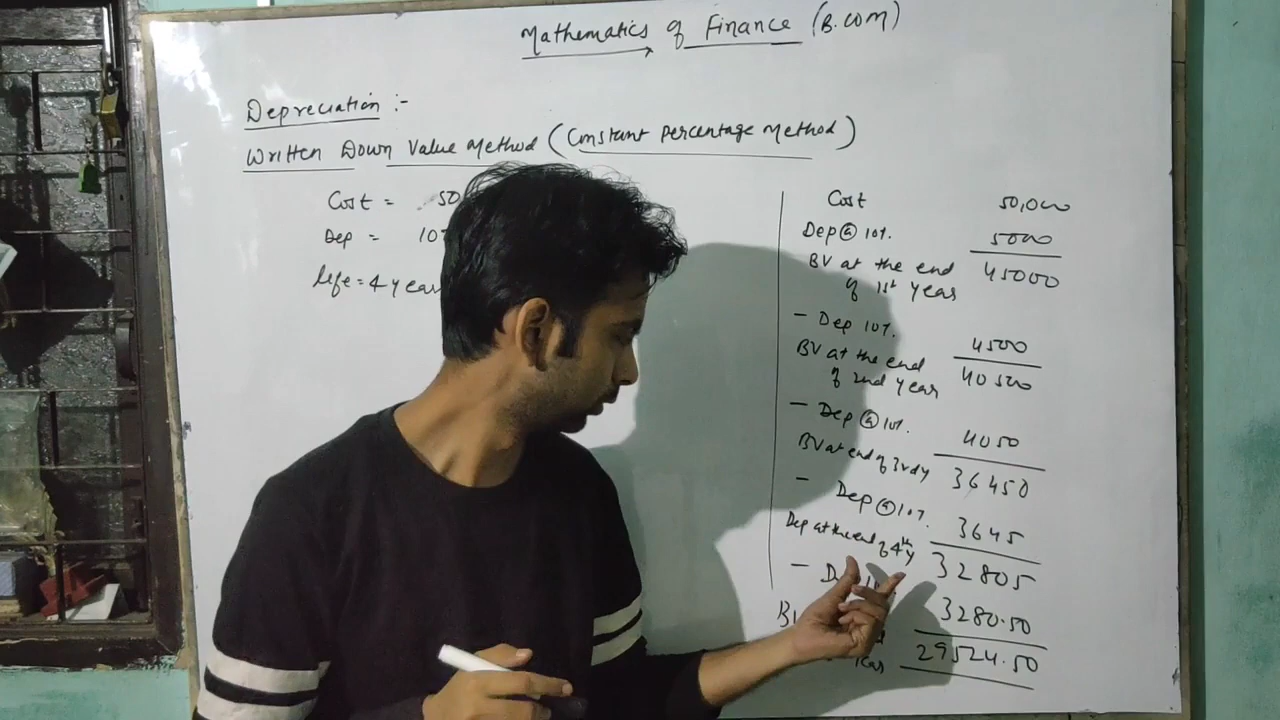 Mathematics of Finance (B.COM)
Depreciation :-
Written Down Value Method (Constant Percentage Method)
Cost = 50
Dep = 10
life = 4 year
Cost 50,000
Dep @ 10%. 5000
BV at the end 45000
of 1st year
- Dep 10%. 4500
BV at the end 40500
of 2nd year
- Dep @ 10%. 4050
BV at end of 3rd y 36450
- Dep @ 10%. 3645
Dep at the end of 4th y 32805
- 3280.50
29524.50